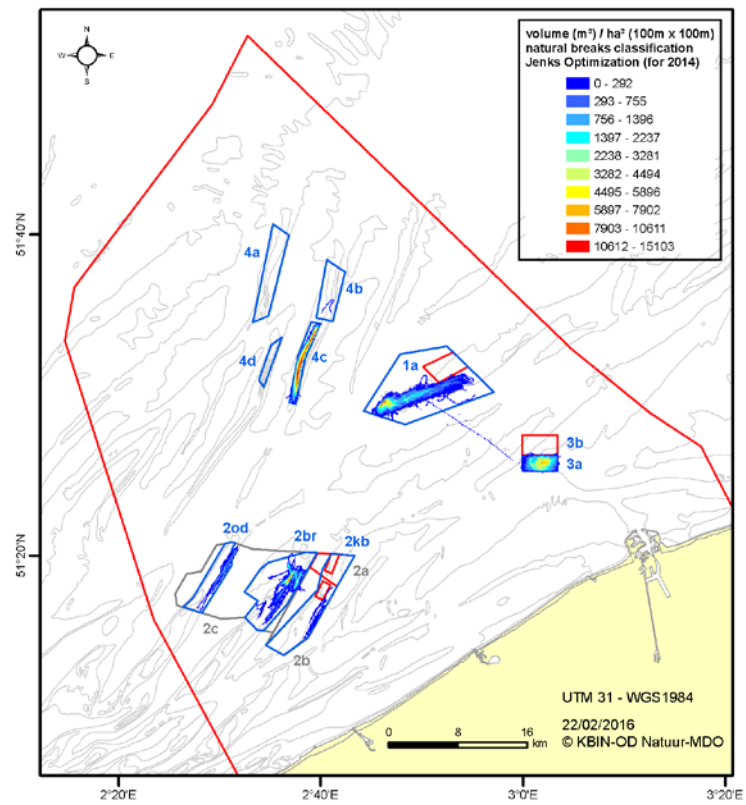 N
W E
S
volume (m³) / ha² (100m x 100m)
natural breaks classification
Jenks Optimization (for 2014)
0 - 292
293 - 755
756 - 1396
1397 - 2237
2238 - 3281
3282 - 4494
4495 - 5896
5897 - 7902
7903 - 10611
10612 - 15103
51°40'
4a
4b
4c
4d
1a
3b
3a
51°20'
2od
2br
2kb
2a
2c
2b
UTM 31 - WGS1984
22/02/2016
© KBIN-OD Natuur-MDO
0 8 16
km
2°20'E
2°40'E
3°0'E
3°20'E